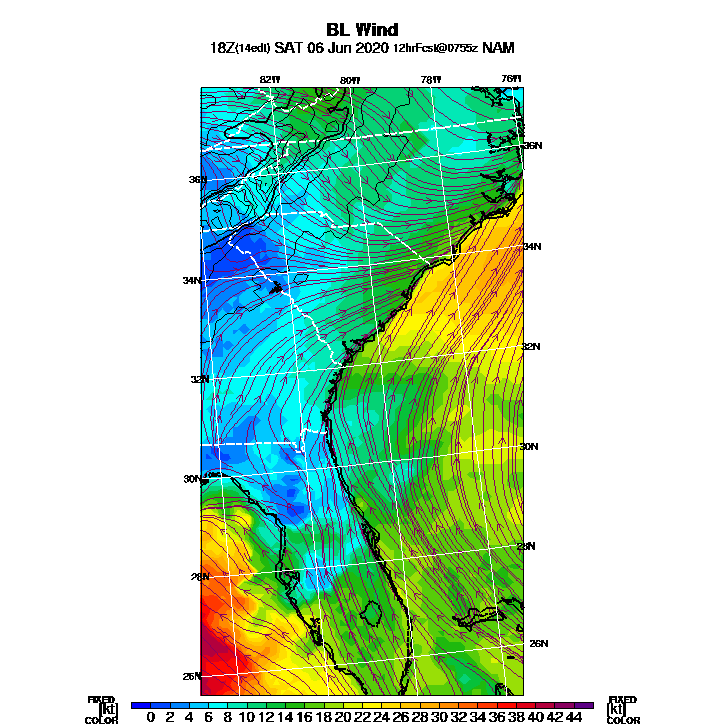 BL Wind
18Z(14edt) SAT 06 Jun 2020 12hrFcst@0755z NAM
82W 80W 78W 76W
36N
36N
34N
34N
32N
32N
30N
30N
28N
28N
26N
26N
FIXED FIXED
[kt] 0 2 4 6 8 10 12 14 16 18 20 22 24 26 28 30 32 34 36 38 40 42 44 [kt]
COLOR COLOR